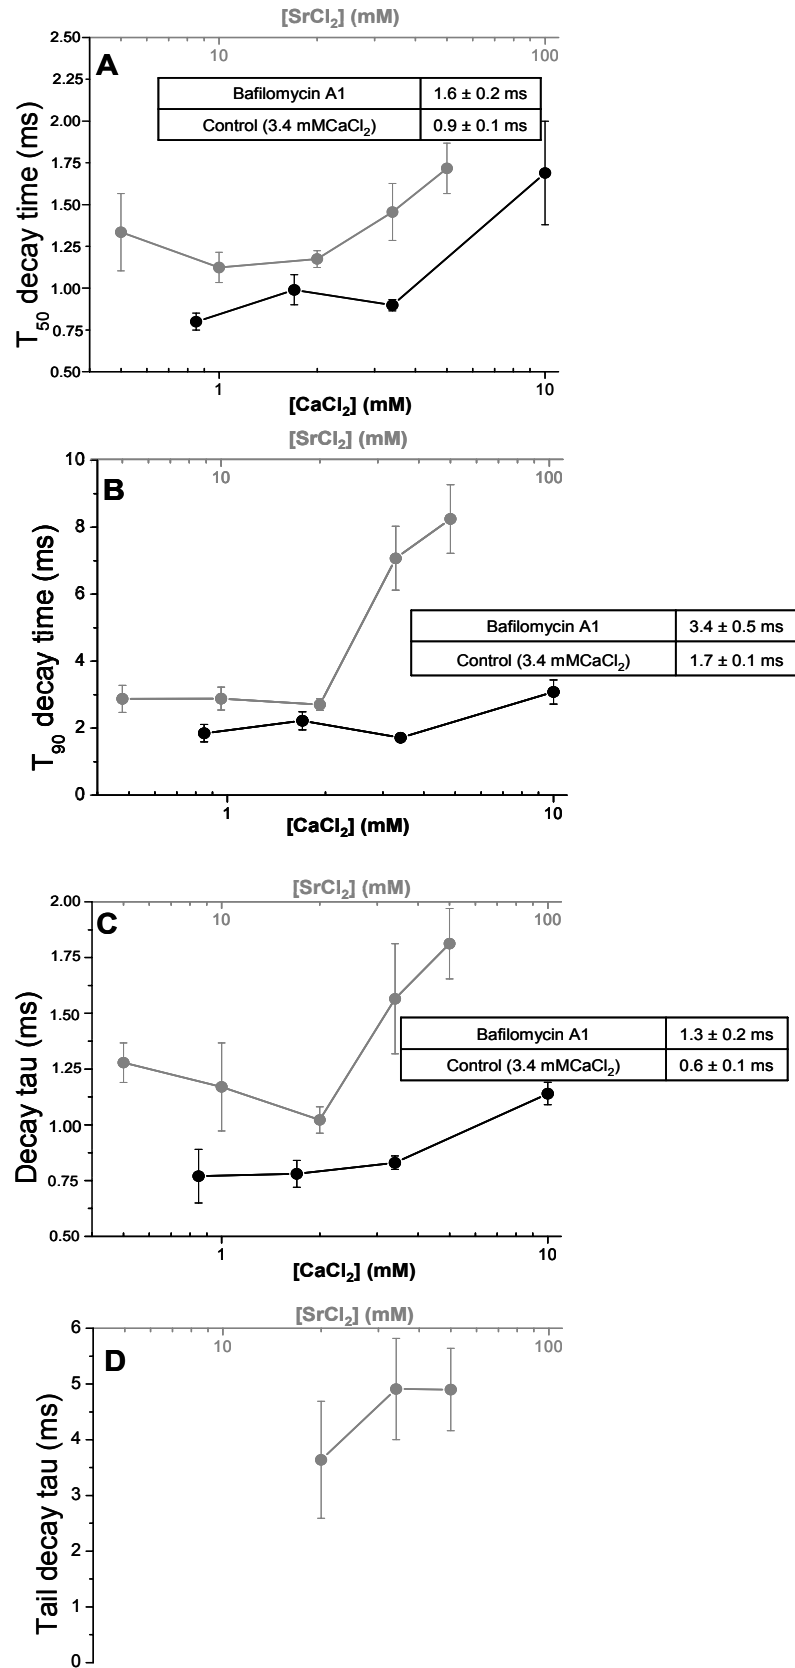 [SrCl2] (mM)
10 100
A
2.50
2.25
2.00
1.75
1.50
1.25
1.00
0.75
0.50
Bafilomycin A1 1.6 ± 0.2 ms
Control (3.4 mMCaCl2) 0.9 ± 0.1 ms
T50 decay time (ms)
1 10
[CaCl2] (mM)
[SrCl2] (mM)
10 100
B
10
8
6
4
2
0
Bafilomycin A1 3.4 ± 0.5 ms
Control (3.4 mMCaCl2) 1.7 ± 0.1 ms
T90 decay time (ms)
1 10
[CaCl2] (mM)
[SrCl2] (mM)
10 100
C
2.00
1.75
1.50
1.25
1.00
0.75
0.50
Bafilomycin A1 1.3 ± 0.2 ms
Control (3.4 mMCaCl2) 0.6 ± 0.1 ms
Decay tau (ms)
1 10
[CaCl2] (mM)
[SrCl2] (mM)
10 100
D
6
5
4
3
2
1
0
Tail decay tau (ms)